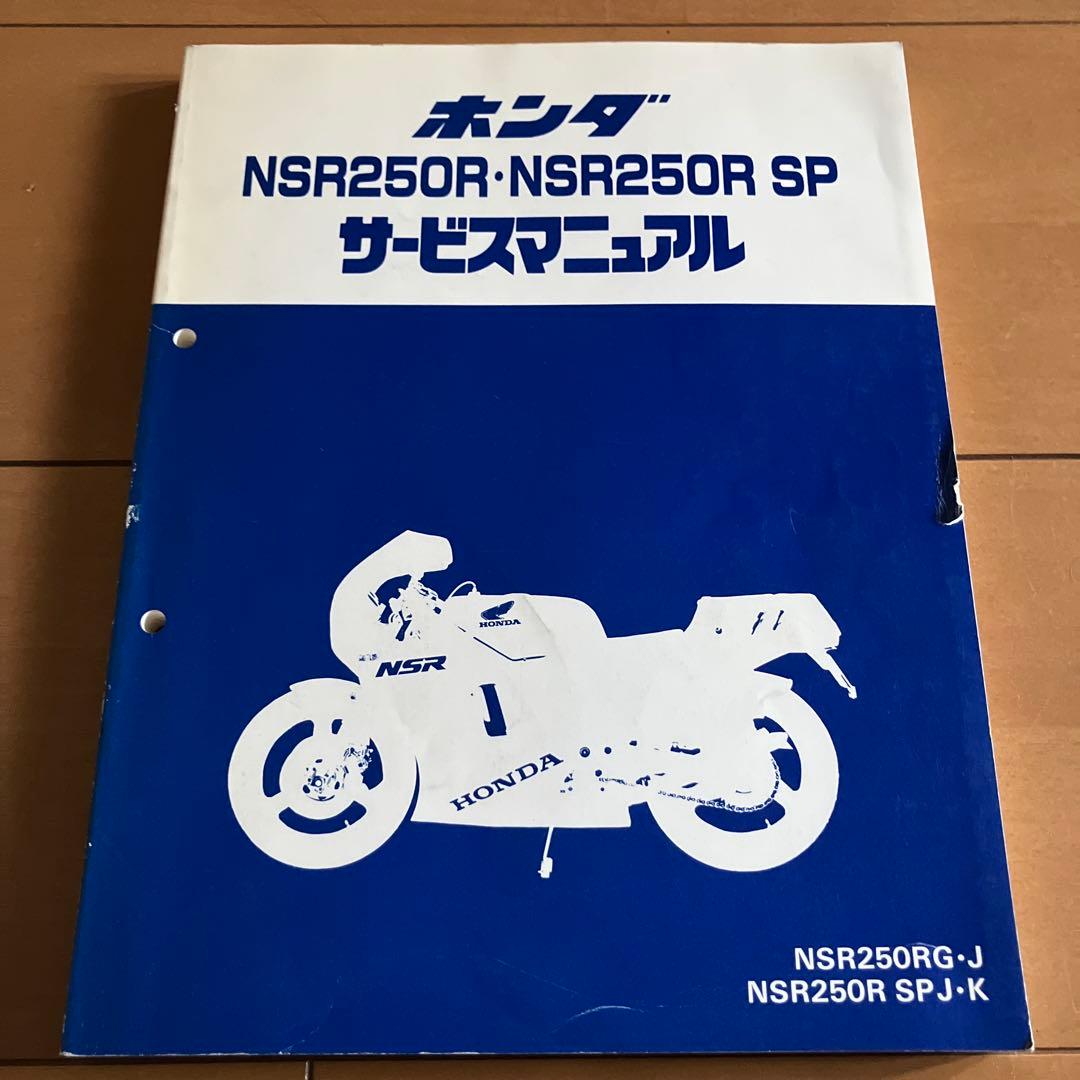 ホンダ
NSR250R・NSR250R SP
サービスマニュアル
HONDA
NSR
HONDA
NSR250RG・J
NSR250R SPJ・K